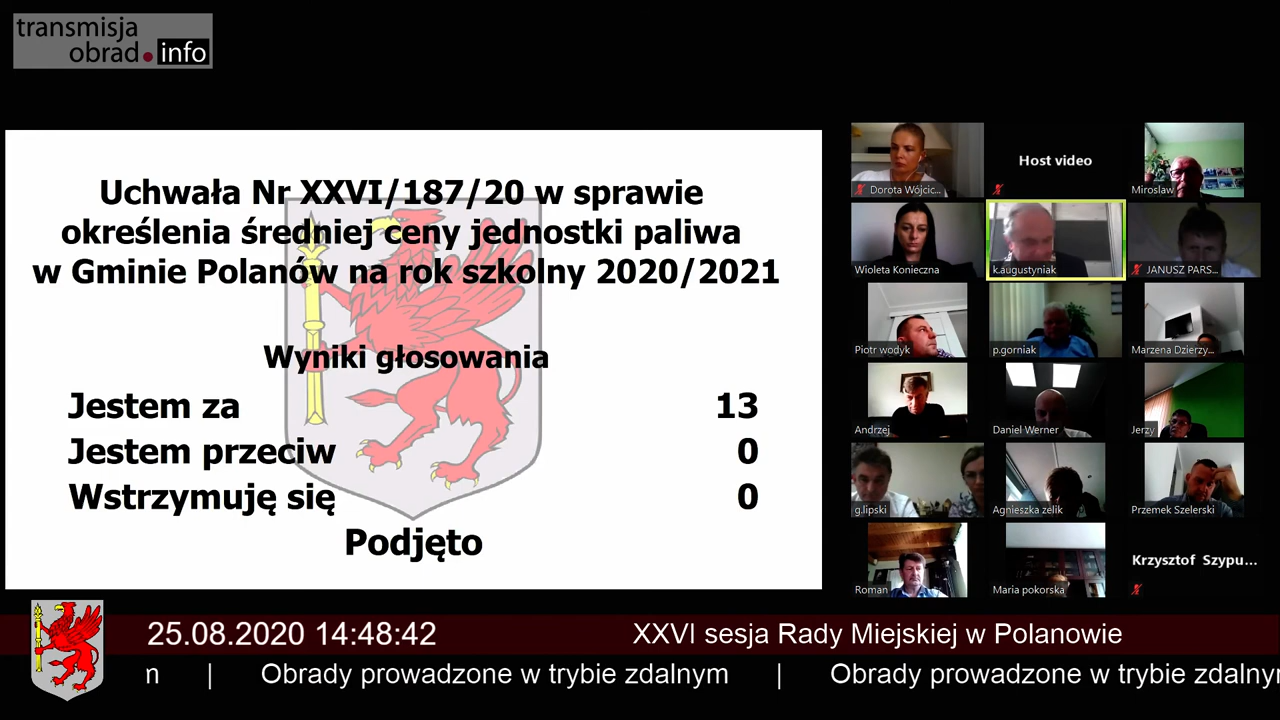 transmisja
obrad.info
Uchwała Nr XXVI/187/20 w sprawie
określenia średniej ceny jednostki paliwa
w Gminie Polanów na rok szkolny 2020/2021
Wyniki głosowania
Jestem za 13
Jestem przeciw 0
Wstrzymuję się 0
Podjęto
Dorota Wójcic...
Host video
Miroslaw
Wioleta Konieczna
k.augustyniak
JANUSZ PARS...
Piotr wodyk
p.gorniak
Marzena Dzierzy...
Andrzej
Daniel Werner
Jerzy
g.lipski
Agnieszka zelik
Przemek Szelerski
Roman
Maria pokorska
Krzysztof Szypu...
25.08.2020 14:48:42
XXVI sesja Rady Miejskiej w Polanowie
n | Obrady prowadzone w trybie zdalnym | Obrady prowadzone w trybie zdalny